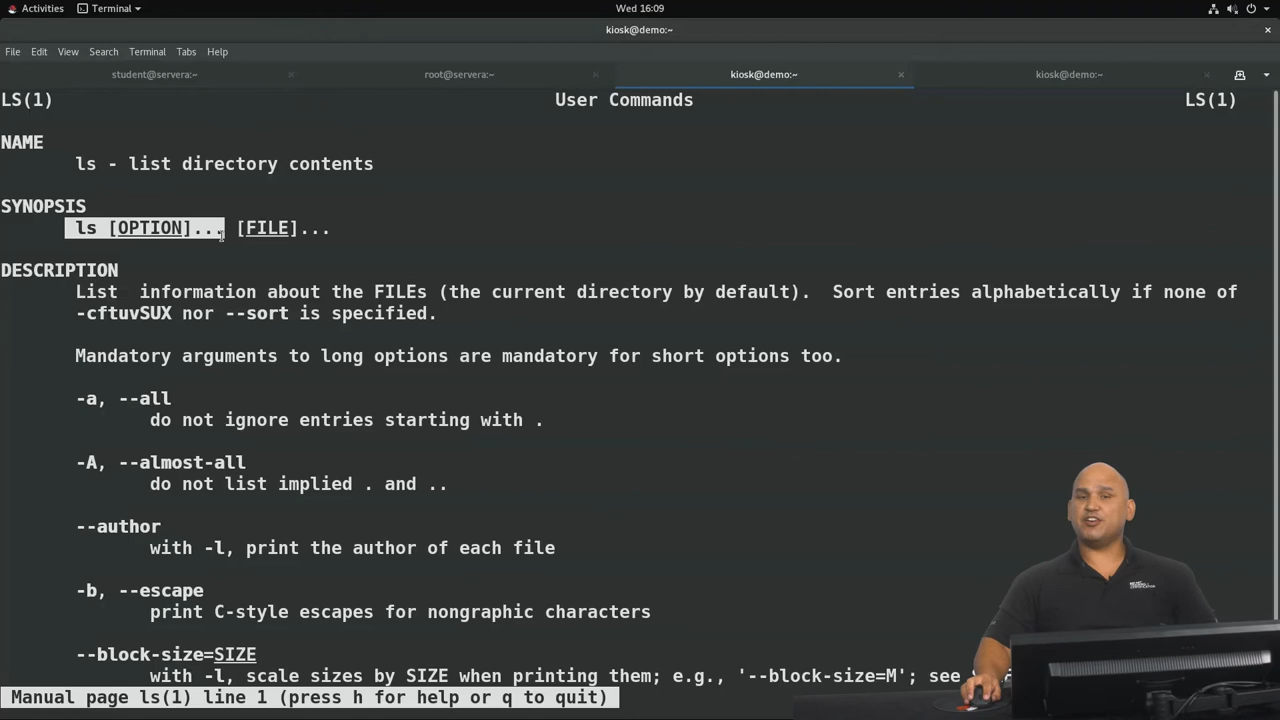 Activities Terminal Wed 16:09
kiosk@demo:~
File Edit View Search Terminal Tabs Help
student@servera:~ root@servera:~ kiosk@demo:~ kiosk@demo:~
LS(1) User Commands LS(1)
NAME
ls - list directory contents
SYNOPSIS
ls [OPTION]... [FILE]...
DESCRIPTION
List information about the FILEs (the current directory by default). Sort entries alphabetically if none of
-cftuvSUX nor --sort is specified.
Mandatory arguments to long options are mandatory for short options too.
-a, --all
do not ignore entries starting with .
-A, --almost-all
do not list implied . and ..
--author
with -l, print the author of each file
-b, --escape
print C-style escapes for nongraphic characters
--block-size=SIZE
with -l, scale sizes by SIZE when printing them; e.g., '--block-size=M'; see
Manual page ls(1) line 1 (press h for help or q to quit)